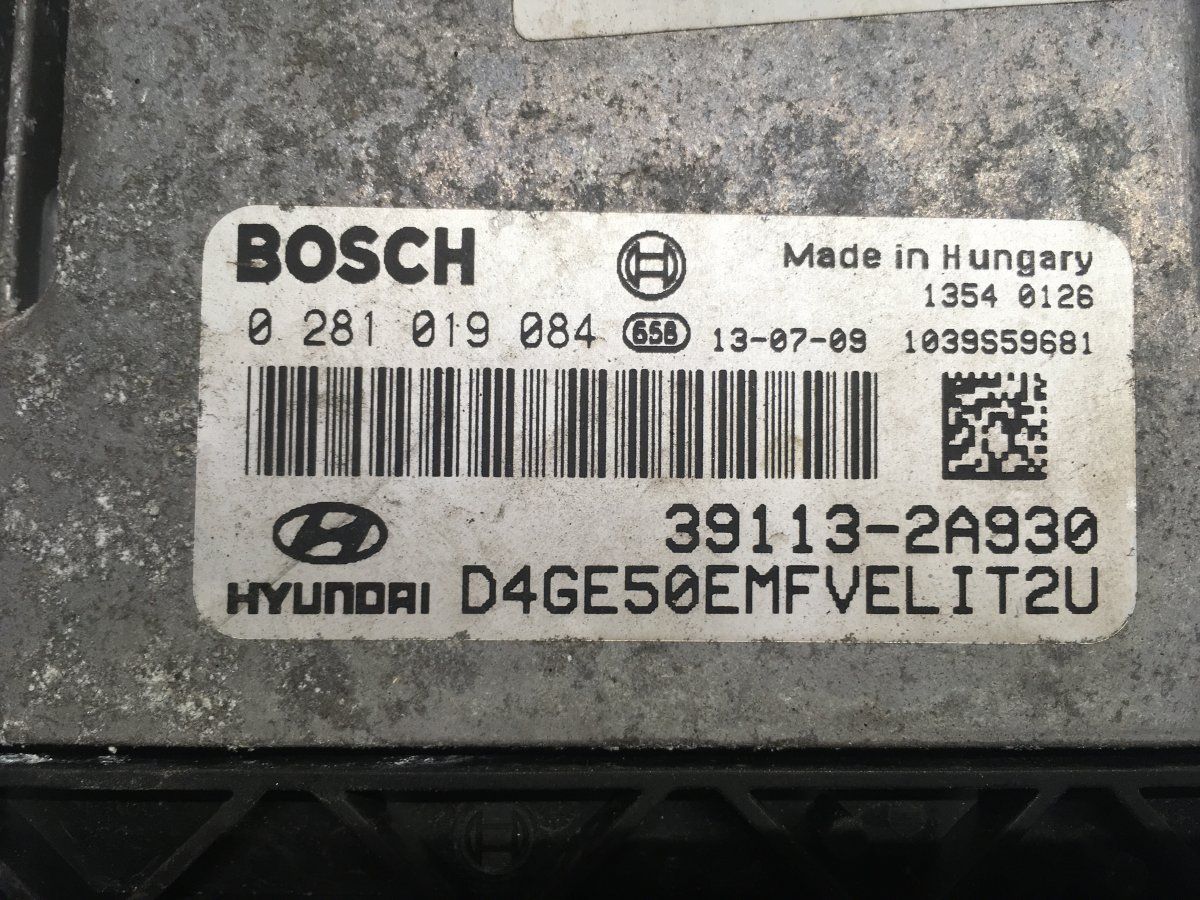 BOSCH
Made in Hungary
1354 0126
0 281 019 084 658 13-07-09 1039S59681
39113-2A930
HYUNDAI D4GE50EMFVELIT2U